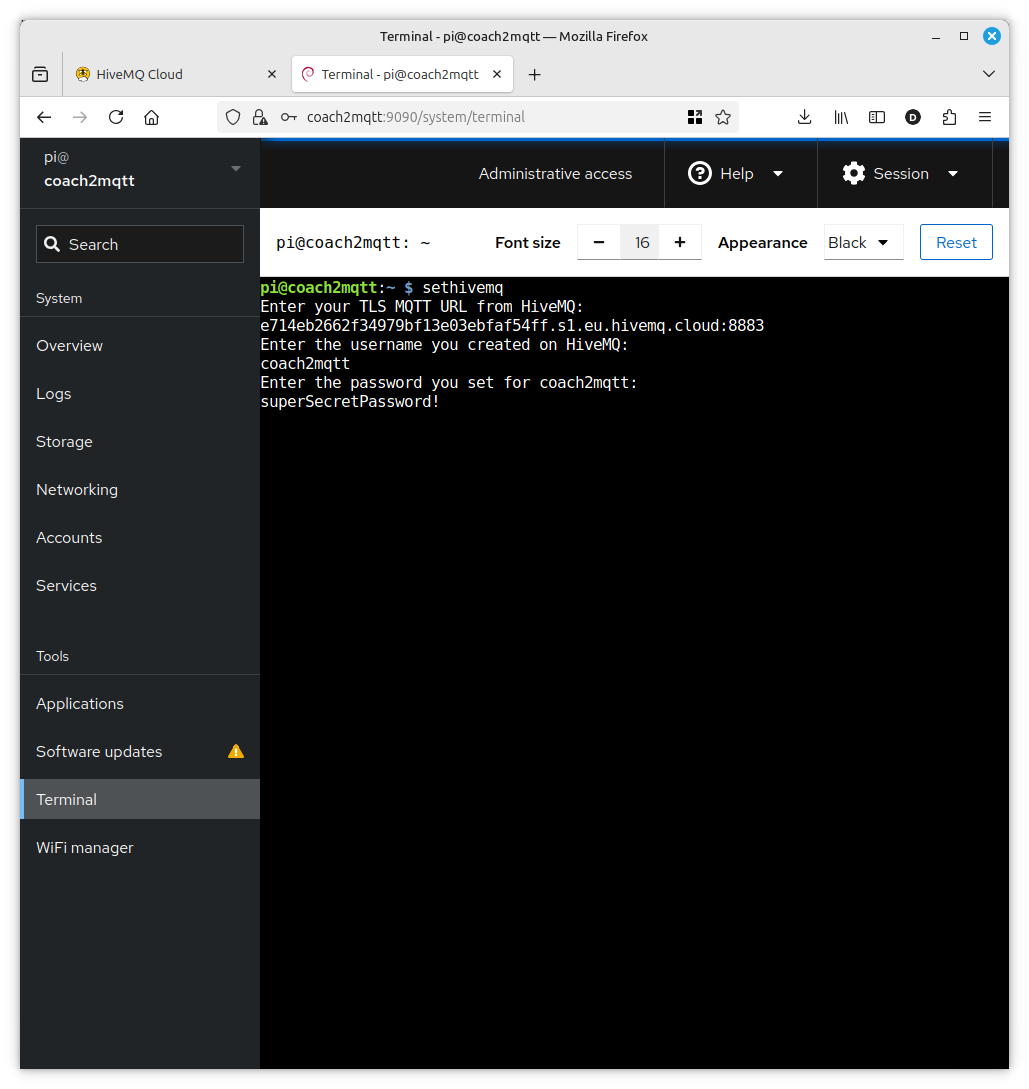 Terminal - pi@coach2mqtt — Mozilla Firefox
HiveMQ Cloud
Terminal - pi@coach2mqtt
coach2mqtt:9090/system/terminal
D
pi@
coach2mqtt
Administrative access
Help
Session
Search
pi@coach2mqtt: ~
Font size
16
Appearance
Black
Reset
System
Overview
Logs
Storage
Networking
Accounts
Services
Tools
Applications
Software updates
Terminal
WiFi manager
pi@coach2mqtt:~ $ sethivemq
Enter your TLS MQTT URL from HiveMQ:
e714eb2662f34979bf13e03ebfaf54ff.s1.eu.hivemq.cloud:8883
Enter the username you created on HiveMQ:
coach2mqtt
Enter the password you set for coach2mqtt:
superSecretPassword!